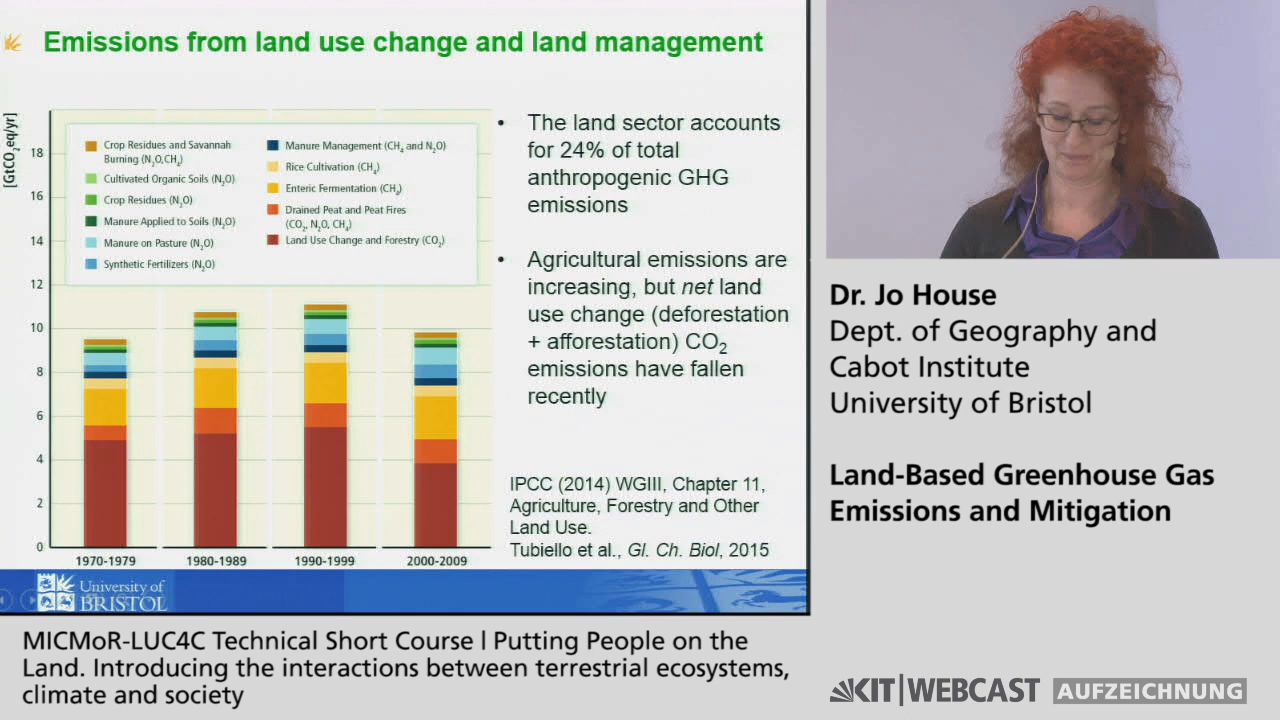 Emissions from land use change and land management
[GtCO2eq/yr]
18
16
14
12
10
8
6
4
2
0
Crop Residues and Savannah
Burning (N2O,CH4)
Cultivated Organic Soils (N2O)
Crop Residues (N2O)
Manure Applied to Soils (N2O)
Manure on Pasture (N2O)
Synthetic Fertilizers (N2O)
Manure Management (CH4 and N2O)
Rice Cultivation (CH4)
Enteric Fermentation (CH4)
Drained Peat and Peat Fires
(CO2, N2O, CH4)
Land Use Change and Forestry (CO2)
1970-1979
1980-1989
1990-1999
2000-2009
• The land sector accounts
for 24% of total
anthropogenic GHG
emissions
• Agricultural emissions are
increasing, but net land
use change (deforestation
+ afforestation) CO2
emissions have fallen
recently
IPCC (2014) WGIII, Chapter 11,
Agriculture, Forestry and Other
Land Use.
Tubiello et al., Gl. Ch. Biol, 2015
University of
BRISTOL
Dr. Jo House
Dept. of Geography and
Cabot Institute
University of Bristol
Land-Based Greenhouse Gas
Emissions and Mitigation
MICMoR-LUC4C Technical Short Course | Putting People on the
Land. Introducing the interactions between terrestrial ecosystems,
climate and society
KIT|WEBCAST AUFZEICHNUNG